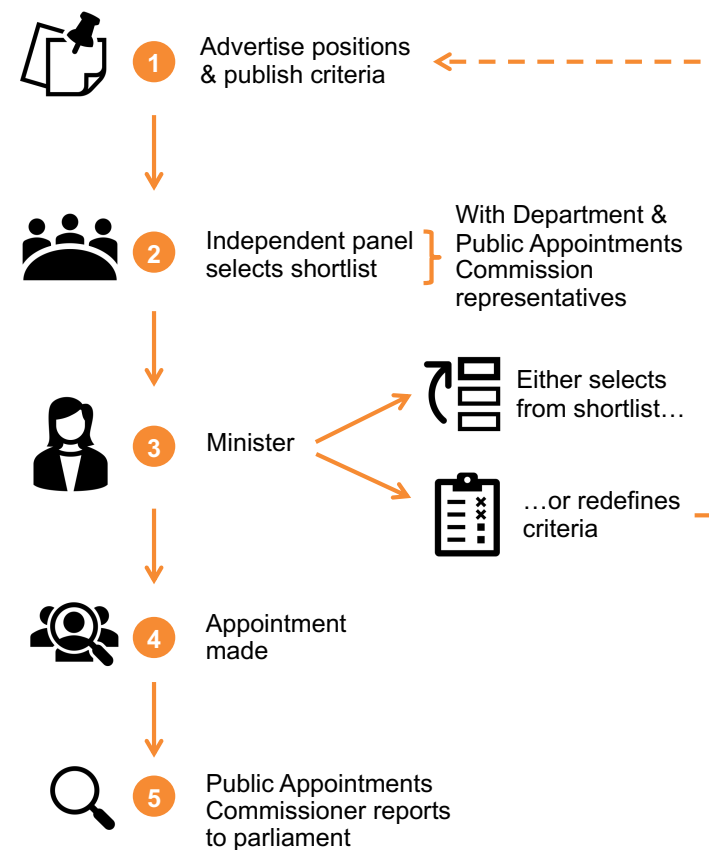 1
Advertise positions
& publish criteria
2
Independent panel
selects shortlist
With Department &
Public Appointments
Commission
representatives
3
Minister
Either selects
from shortlist…
…or redefines
criteria
4
Appointment
made
5
Public Appointments
Commissioner reports
to parliament